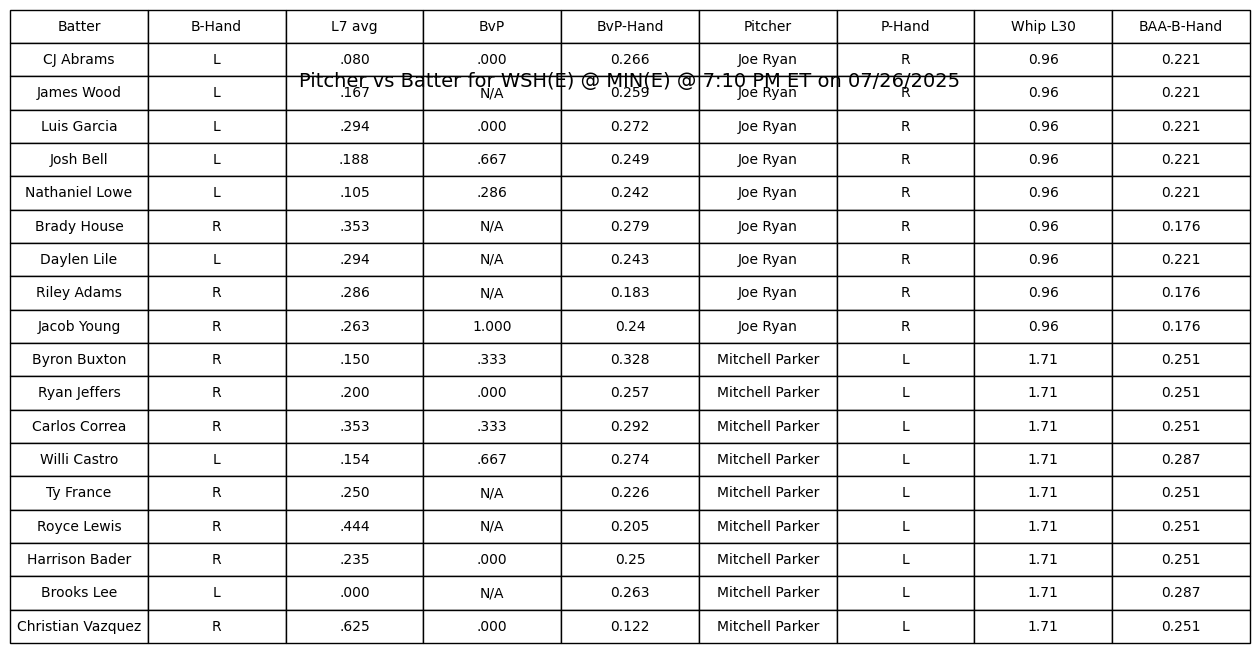 Batter B-Hand L7 avg BvP BvP-Hand Pitcher P-Hand Whip L30 BAA-B-Hand
CJ Abrams L .080 .000 0.266 Joe Ryan R 0.96 0.221
Pitcher vs Batter for WSH(E) @ MIN(E) @ 7:10 PM ET on 07/26/2025
James Wood L .167 N/A 0.259 Joe Ryan R 0.96 0.221
Luis Garcia L .294 .000 0.272 Joe Ryan R 0.96 0.221
Josh Bell L .188 .667 0.249 Joe Ryan R 0.96 0.221
Nathaniel Lowe L .105 .286 0.242 Joe Ryan R 0.96 0.221
Brady House R .353 N/A 0.279 Joe Ryan R 0.96 0.176
Daylen Lile L .294 N/A 0.243 Joe Ryan R 0.96 0.221
Riley Adams R .286 N/A 0.183 Joe Ryan R 0.96 0.176
Jacob Young R .263 1.000 0.24 Joe Ryan R 0.96 0.176
Byron Buxton R .150 .333 0.328 Mitchell Parker L 1.71 0.251
Ryan Jeffers R .200 .000 0.257 Mitchell Parker L 1.71 0.251
Carlos Correa R .353 .333 0.292 Mitchell Parker L 1.71 0.251
Willi Castro L .154 .667 0.274 Mitchell Parker L 1.71 0.287
Ty France R .250 N/A 0.226 Mitchell Parker L 1.71 0.251
Royce Lewis R .444 N/A 0.205 Mitchell Parker L 1.71 0.251
Harrison Bader R .235 .000 0.25 Mitchell Parker L 1.71 0.251
Brooks Lee L .000 N/A 0.263 Mitchell Parker L 1.71 0.287
Christian Vazquez R .625 .000 0.122 Mitchell Parker L 1.71 0.251